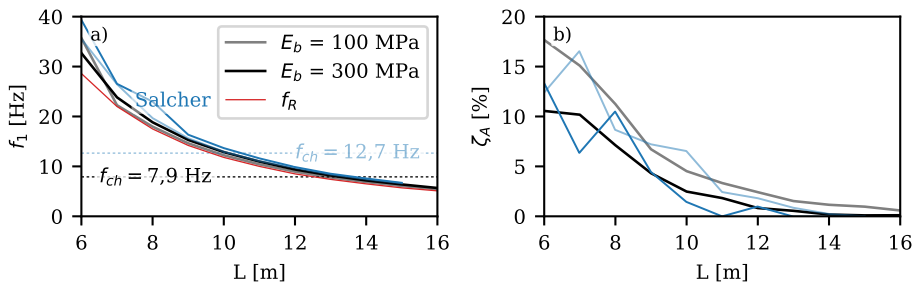 a)
E_b = 100 MPa
E_b = 300 MPa
f_R
Salcher
f_ch = 12,7 Hz
f_ch = 7,9 Hz
f_1 [Hz]
40
30
20
10
0
6 8 10 12 14 16
L [m]
b)
ζ_A [%]
20
15
10
5
0
6 8 10 12 14 16
L [m]